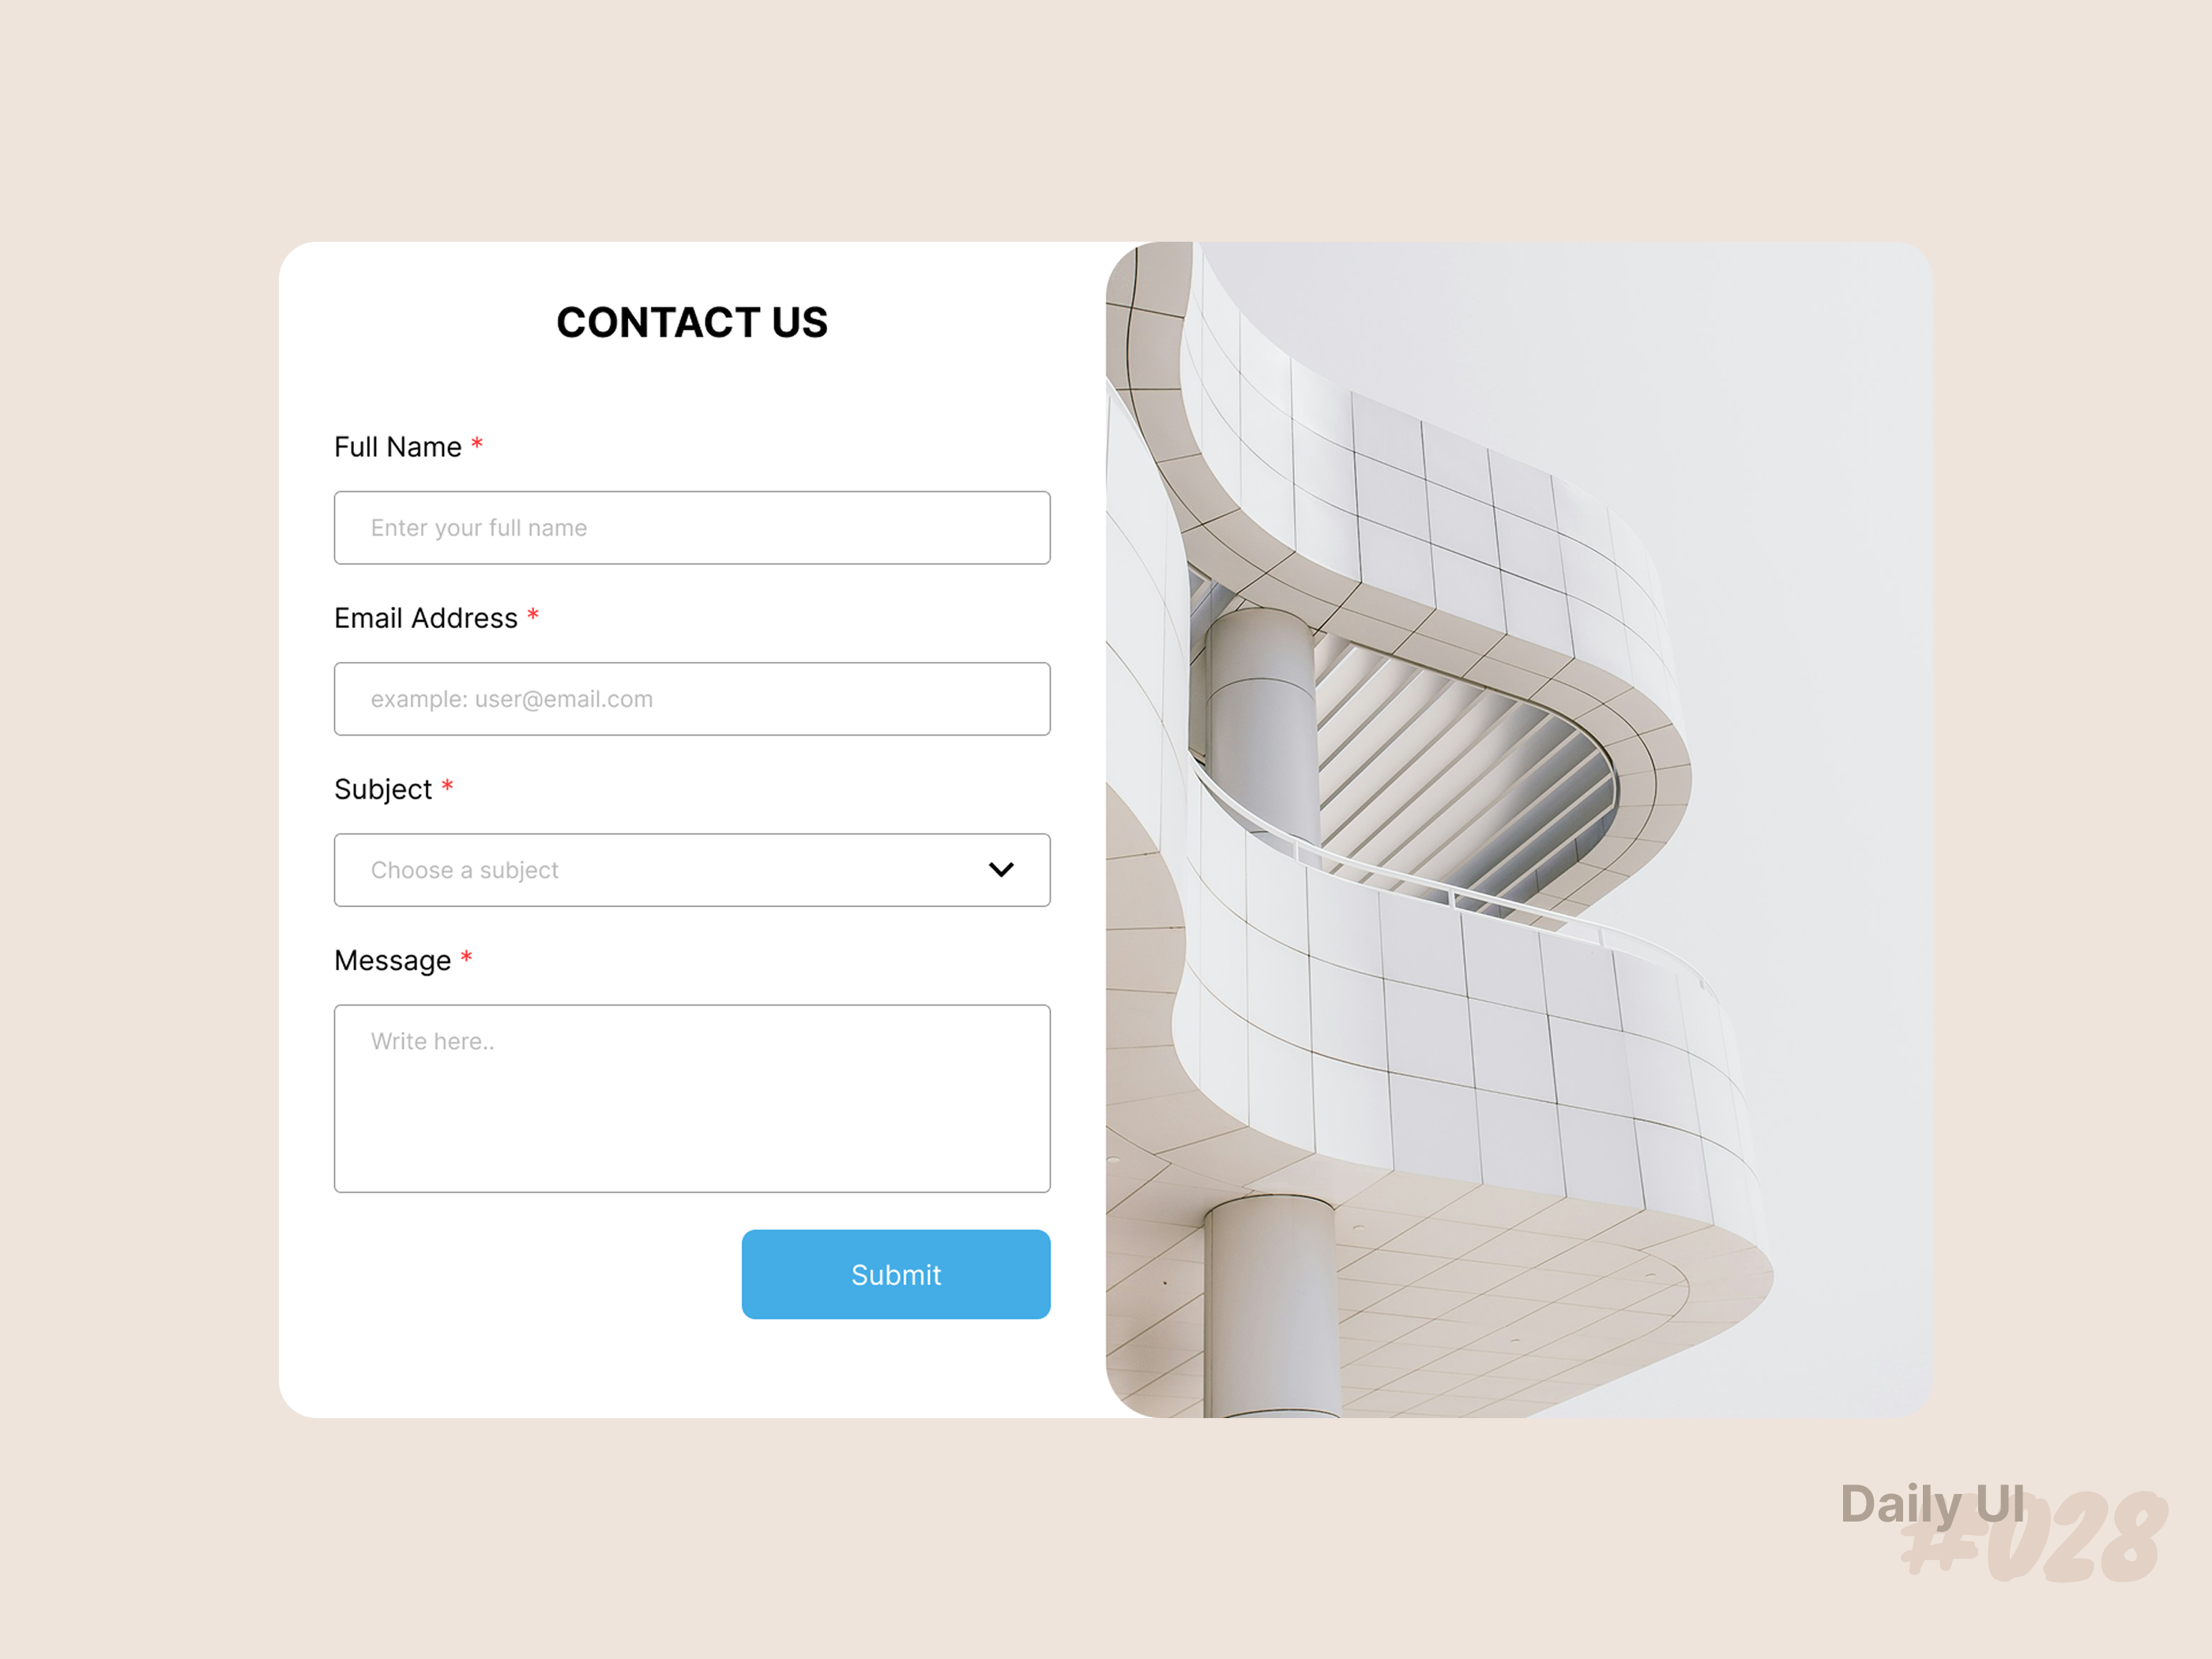 CONTACT US
Full Name *
Enter your full name
Email Address *
example: user@email.com
Subject *
Choose a subject
Message *
Write here..
Submit
Daily UI
#028